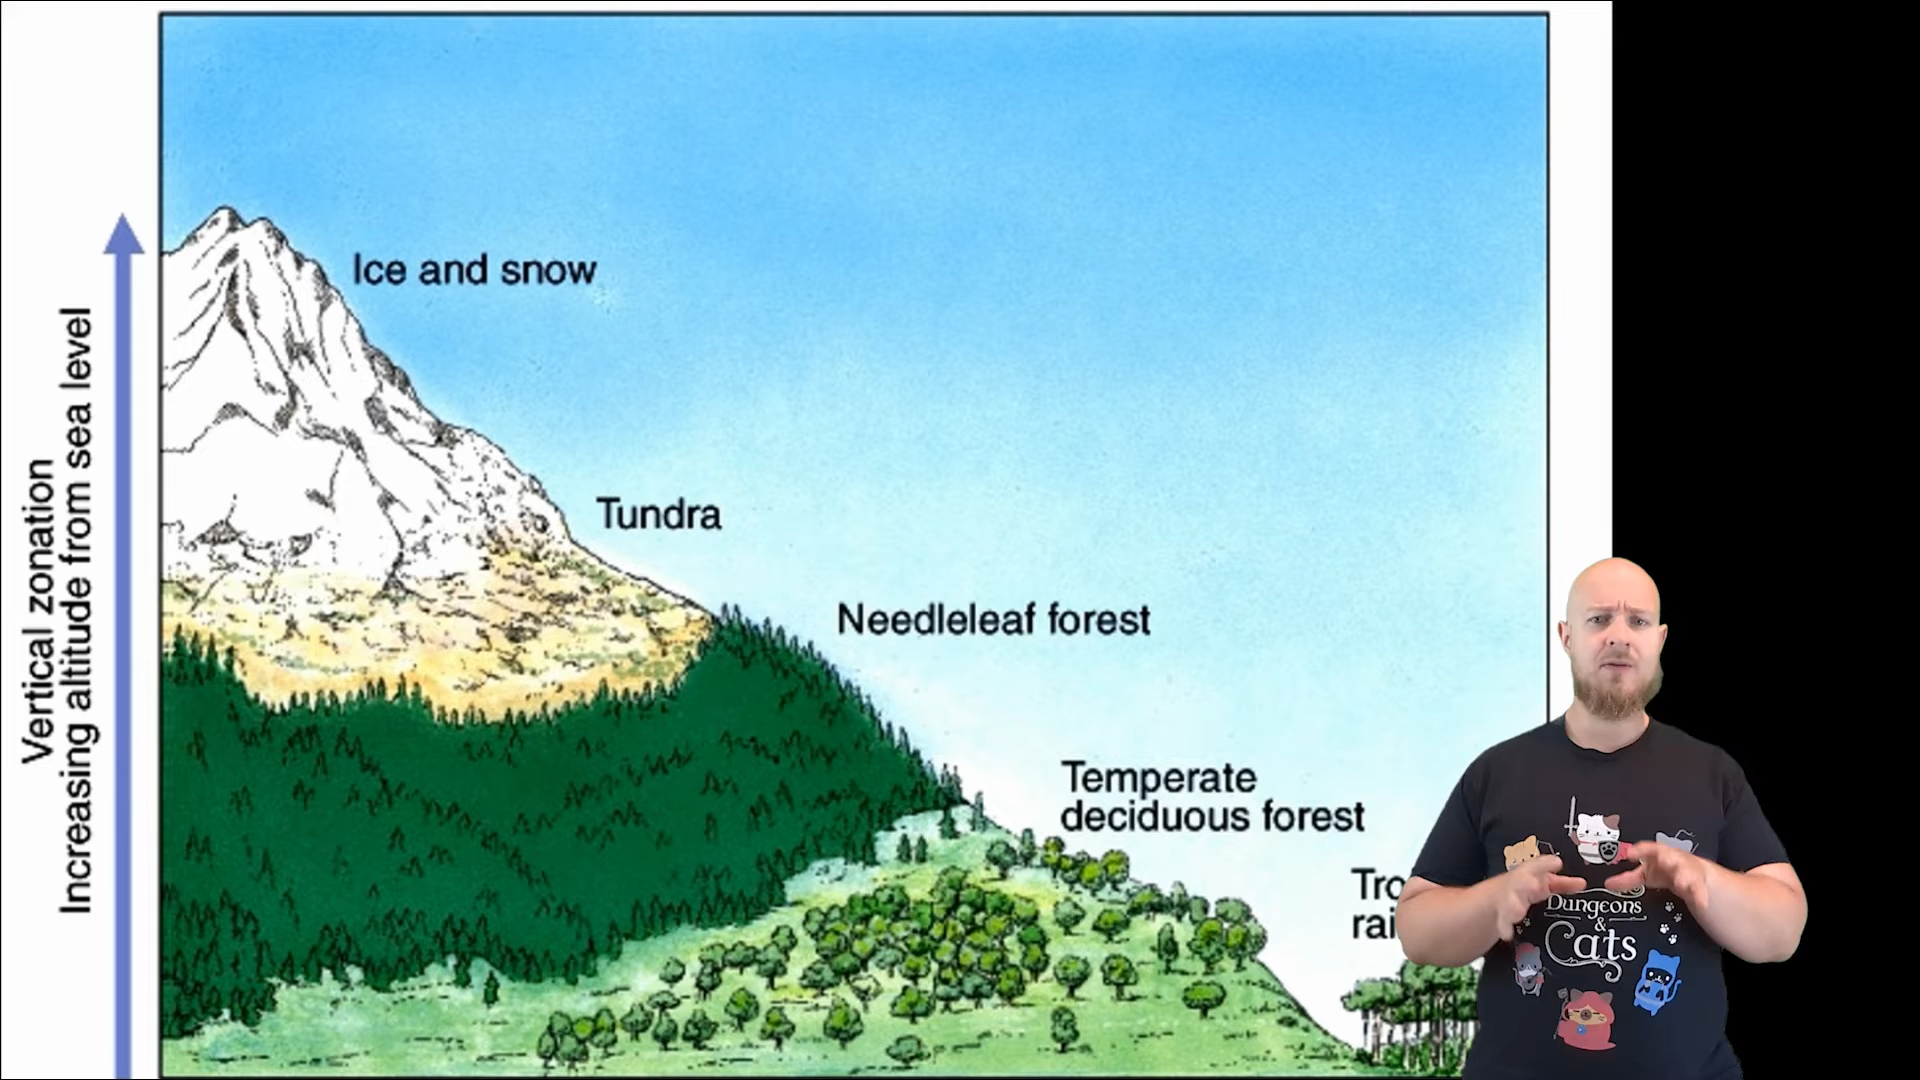 Vertical zonation
Increasing altitude from sea level
Ice and snow
Tundra
Needleleaf forest
Temperate
deciduous forest
Dungeons
&
Cats